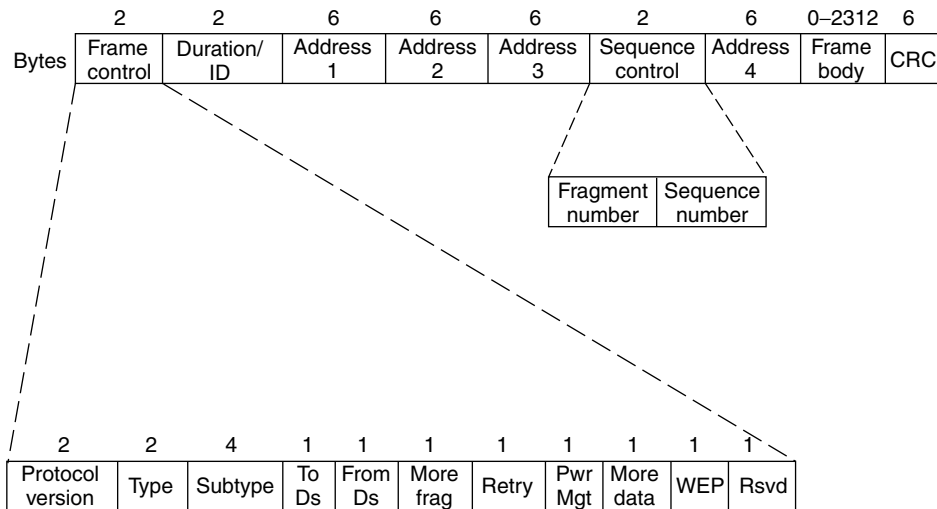 2 2 6 6 6 2 6 0–2312 6
Bytes Frame control Duration/ ID Address 1 Address 2 Address 3 Sequence control Address 4 Frame body CRC
Fragment number Sequence number
2 2 4 1 1 1 1 1 1 1 1
Protocol version Type Subtype To Ds From Ds More frag Retry Pwr Mgt More data WEP Rsvd